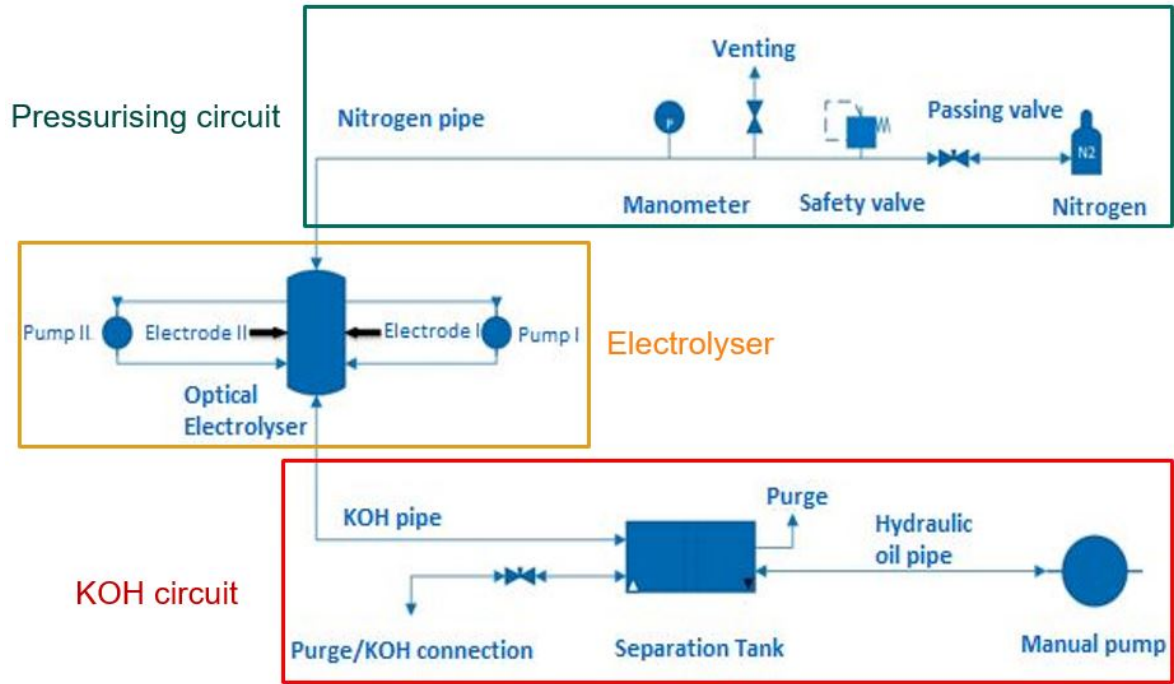 Venting
Pressurising circuit
Nitrogen pipe
Passing valve
P
N2
Manometer
Safety valve
Nitrogen
Pump II
Electrode II
Electrode I
Pump I
Electrolyser
Optical
Electrolyser
Purge
KOH pipe
Hydraulic
oil pipe
KOH circuit
Purge/KOH connection
Separation Tank
Manual pump